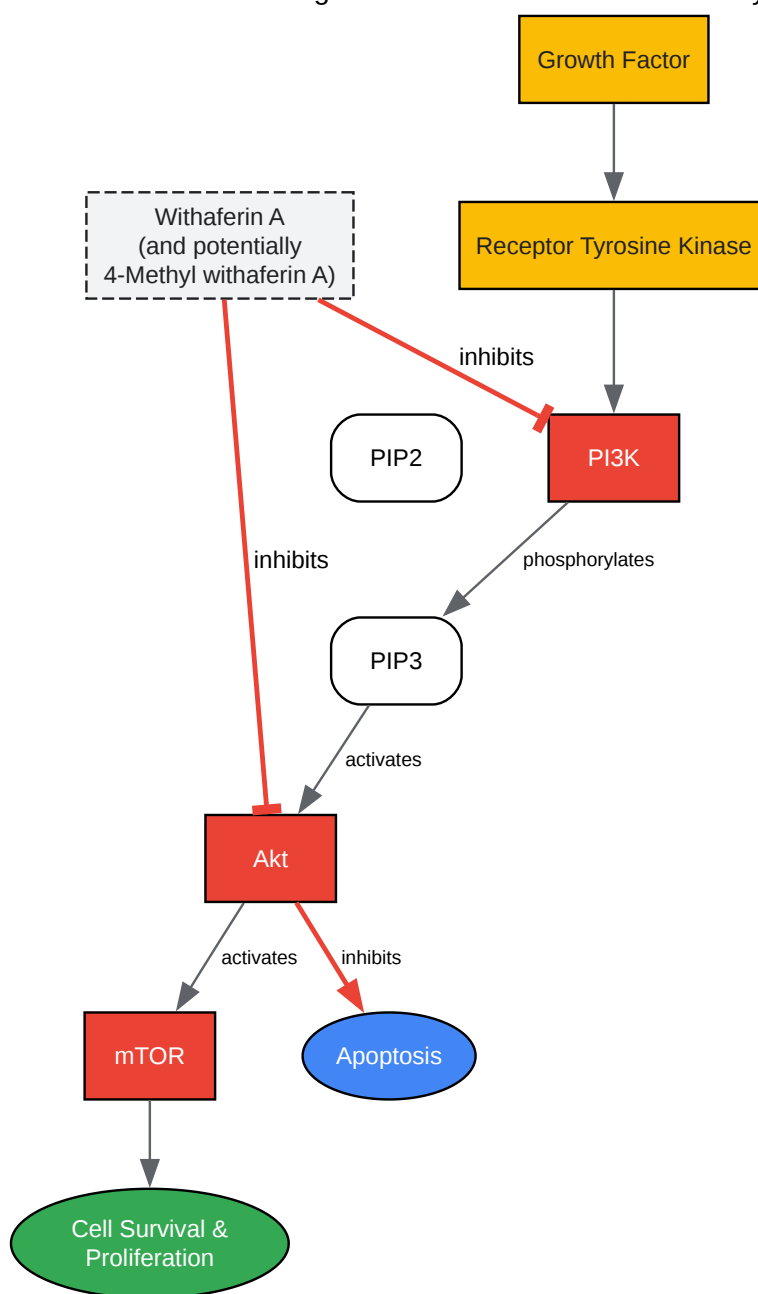 Growth Factor
Withaferin A
(and potentially
4-Methyl withaferin A)
Receptor Tyrosine Kinase
inhibits
PIP2
PI3K
inhibits
phosphorylates
PIP3
activates
Akt
activates
inhibits
mTOR
Apoptosis
Cell Survival &
Proliferation